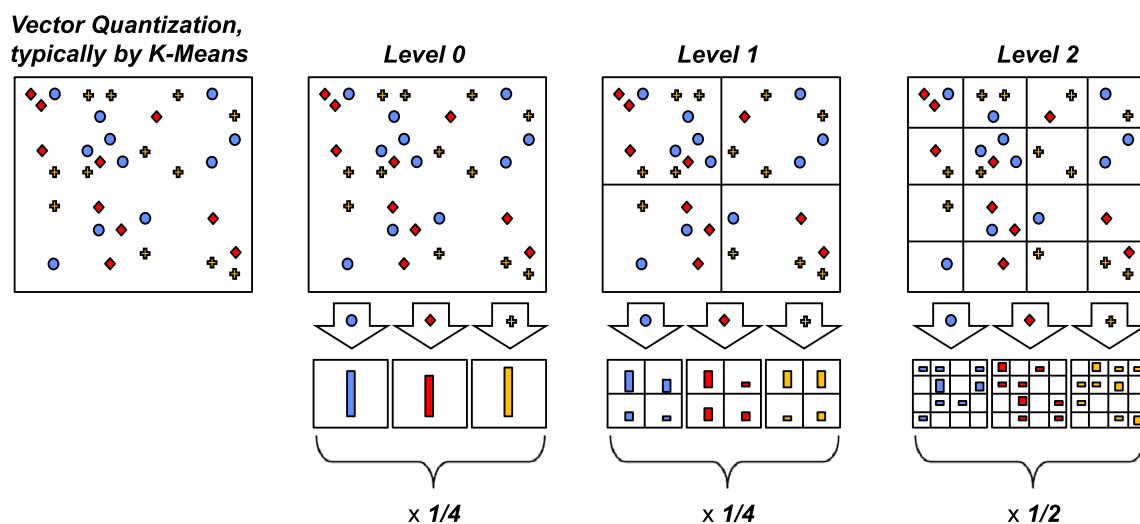 Vector Quantization,
typically by K-Means
Level 0
Level 1
Level 2
x 1/4
x 1/4
x 1/2